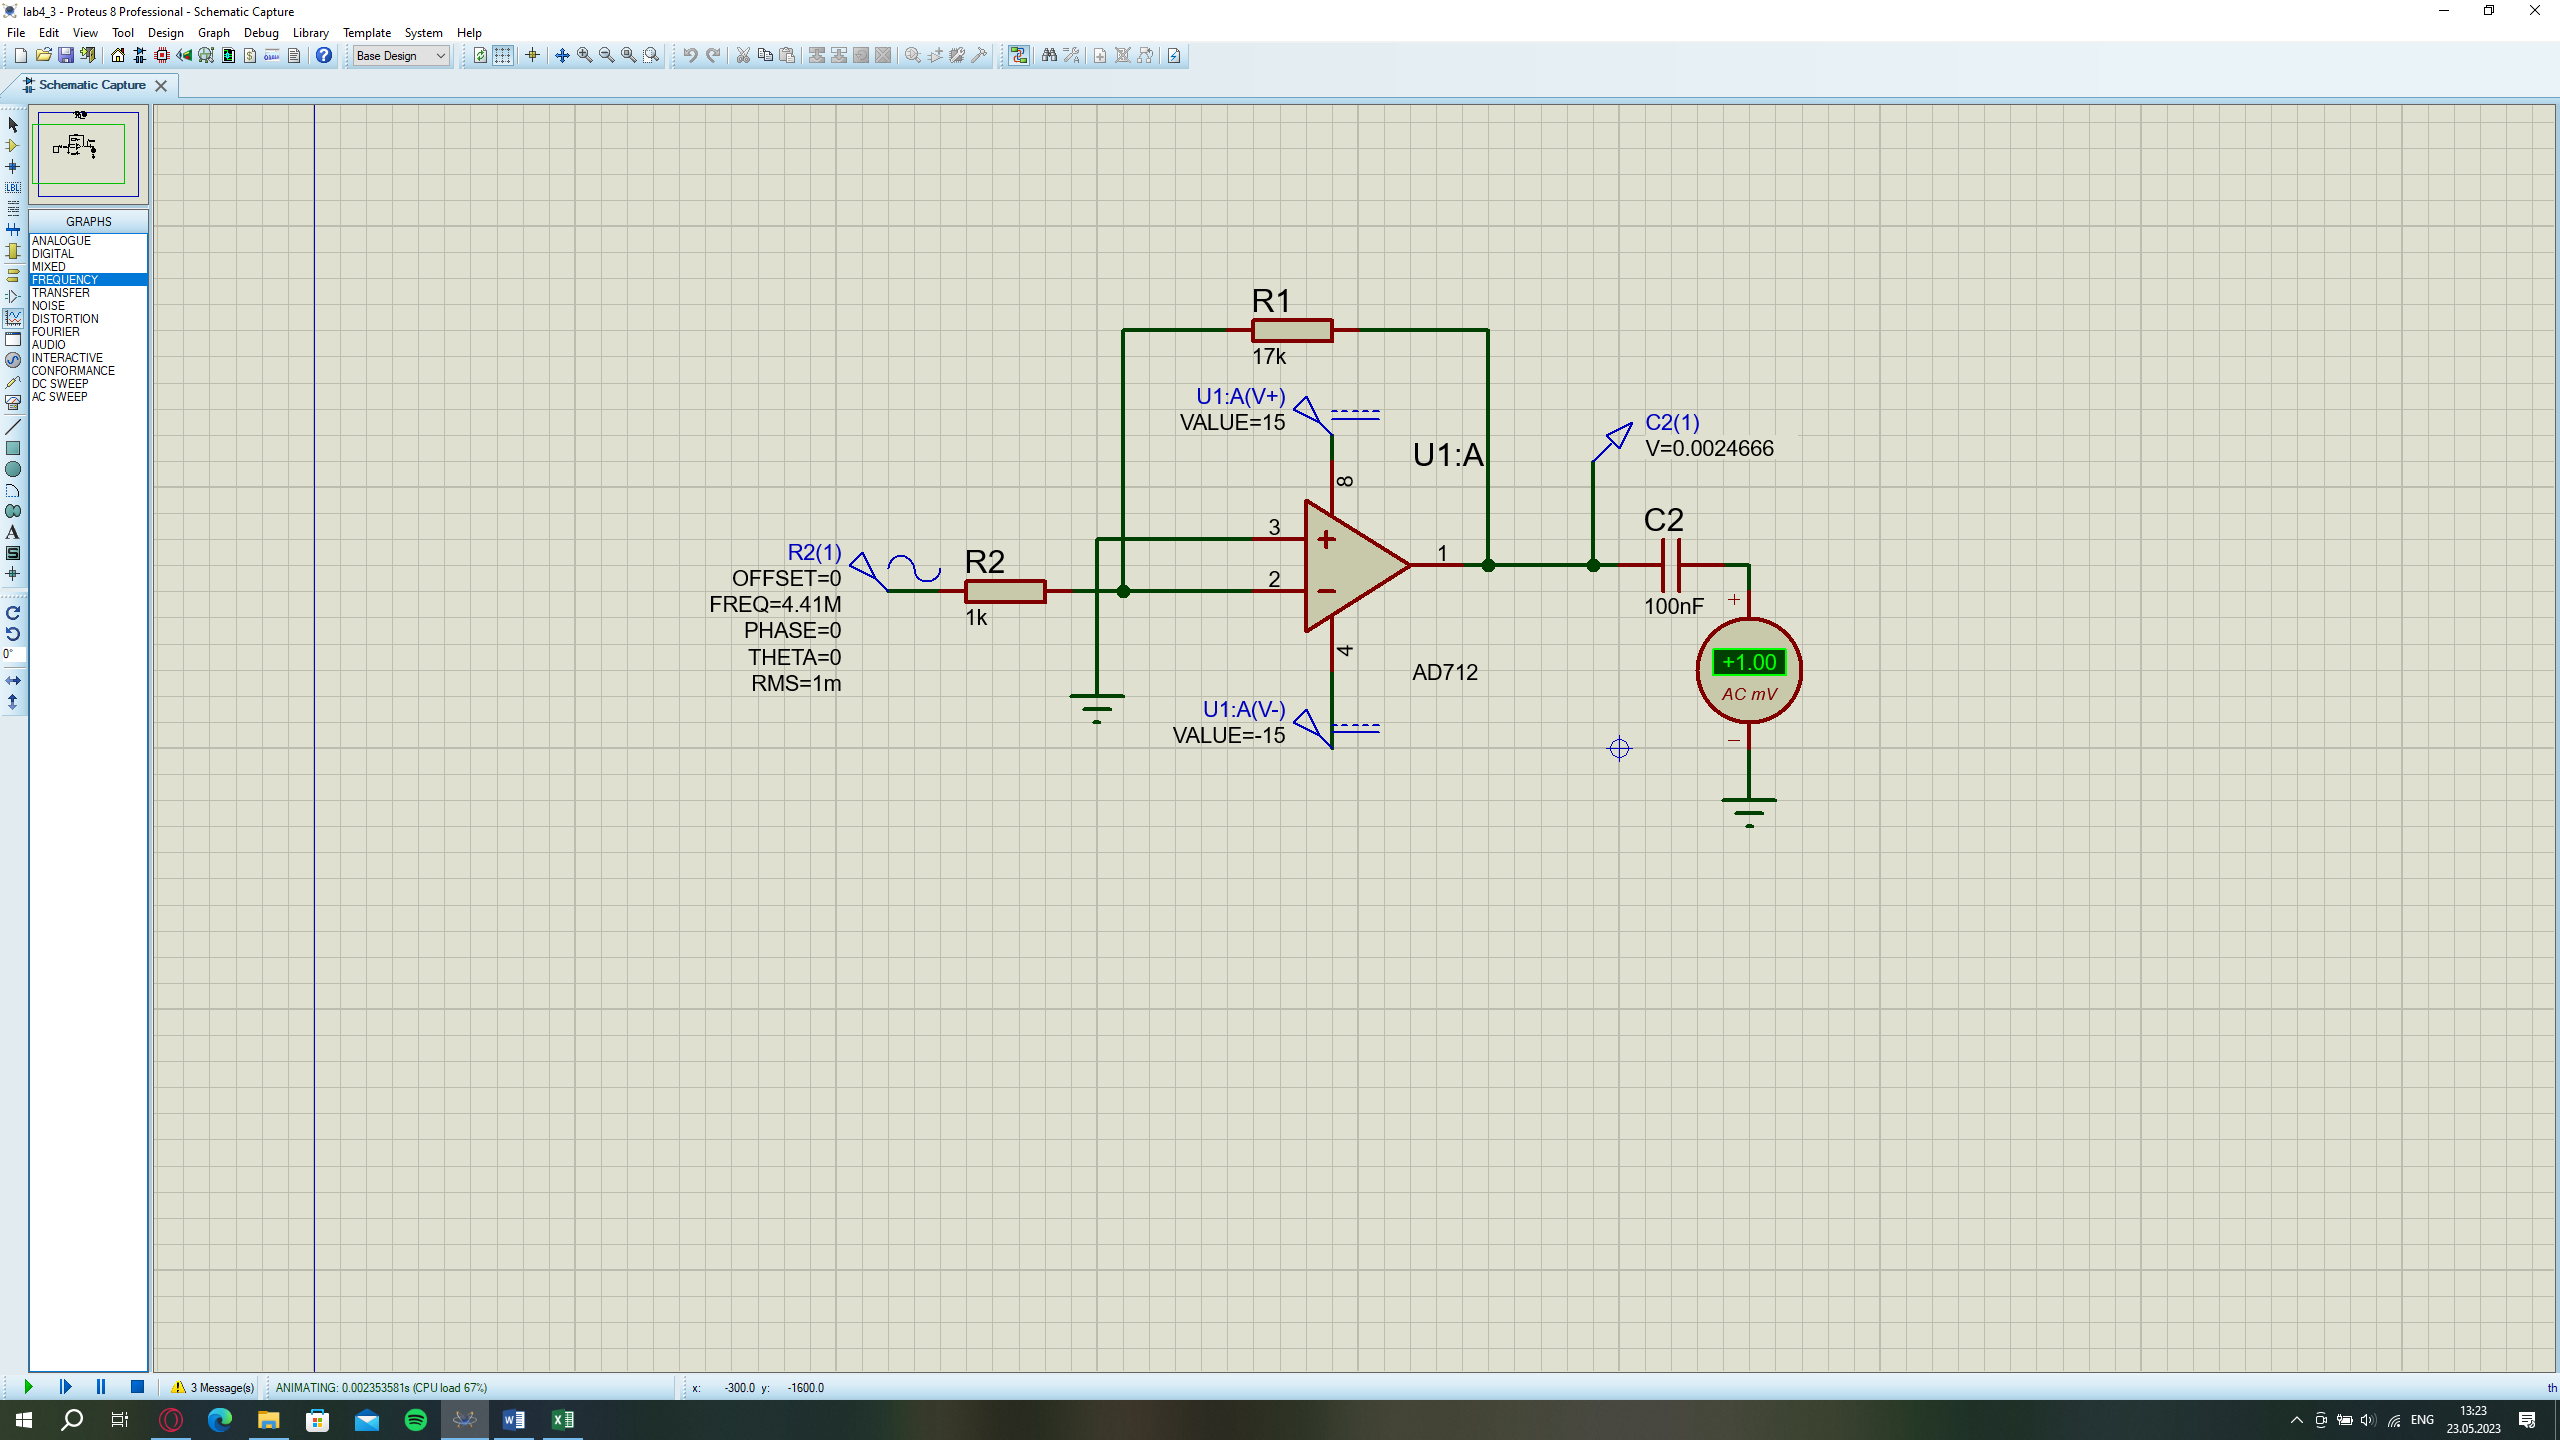 lab4_3 - Proteus 8 Professional - Schematic Capture
File Edit View Tool Design Graph Debug Library Template System Help
Base Design
Schematic Capture
GRAPHS
ANALOGUE
DIGITAL
MIXED
FREQUENCY
TRANSFER
NOISE
DISTORTION
FOURIER
AUDIO
INTERACTIVE
CONFORMANCE
DC SWEEP
AC SWEEP
LBL
A
S
0°
R1
17k
U1:A(V+)
VALUE=15
U1:A
8
C2(1)
V=0.0024666
C2
100nF
3
2
1
4
R2(1)
OFFSET=0
FREQ=4.41M
PHASE=0
THETA=0
RMS=1m
R2
1k
AD712
U1:A(V-)
VALUE=-15
+
+1.00
AC mV
−
3 Message(s)
ANIMATING: 0.002353581s (CPU load 67%)
x: -300.0 y: -1600.0
th
ENG
13:23
23.05.2023